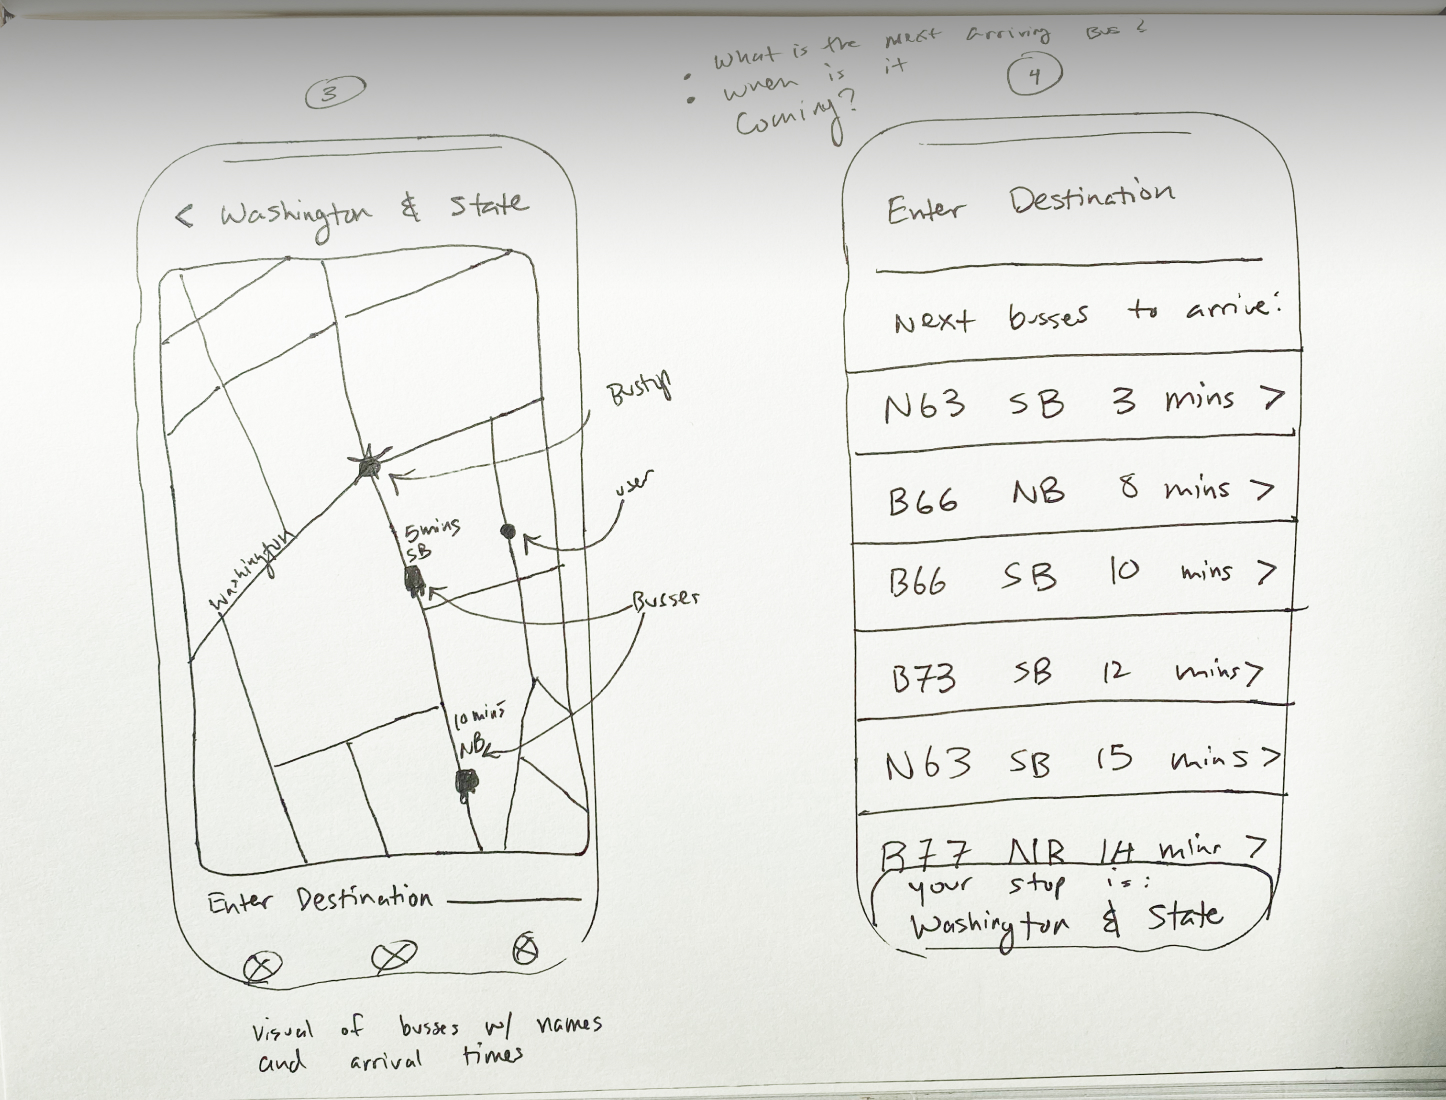 • What is the next arriving Bus &
• when is it
Coming?
3
< Washington & State
Bustop
user
5 mins
SB
Washington
Busses
10 mins
NB
Enter Destination
visual of busses w/ names
and arrival times
4
Enter Destination
Next busses to arrive:
N63 SB 3 mins >
B66 NB 8 mins >
B66 SB 10 mins >
B73 SB 12 mins >
N63 SB 15 mins >
B77 NB 14 mins >
your stop is:
Washington & State